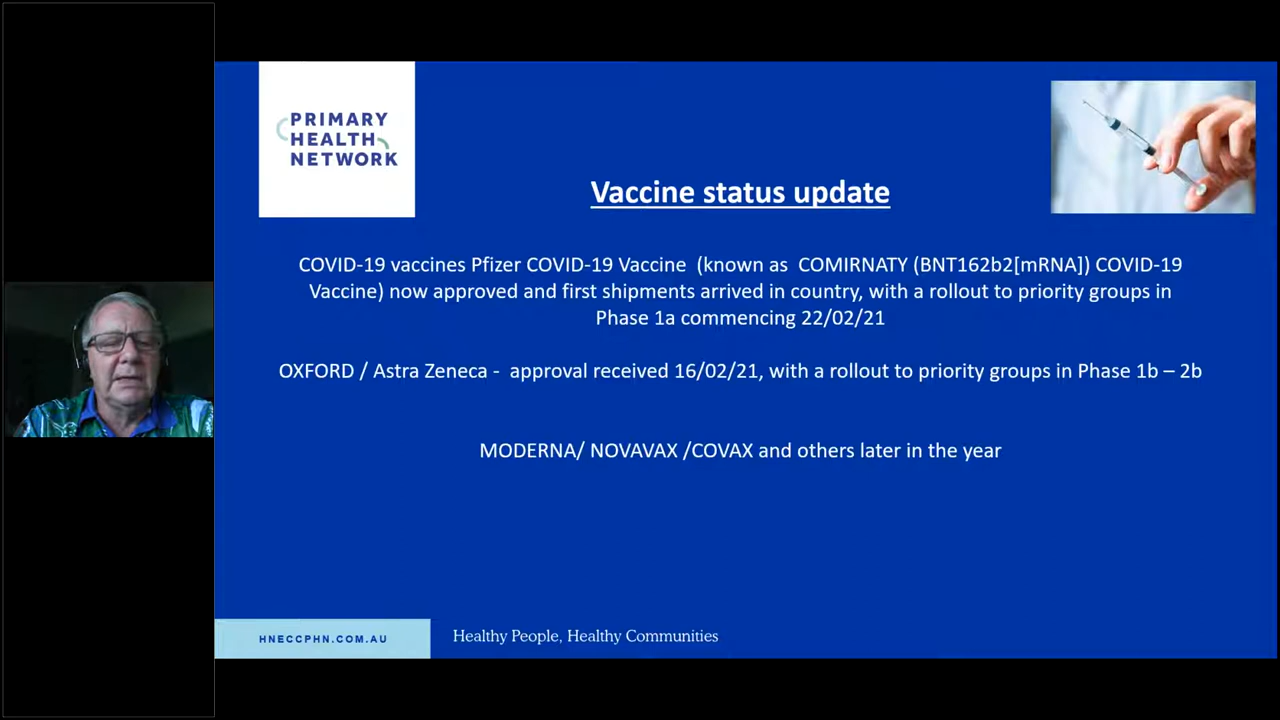 PRIMARY
HEALTH
NETWORK
Vaccine status update
COVID-19 vaccines Pfizer COVID-19 Vaccine (known as COMIRNATY (BNT162b2[mRNA]) COVID-19
Vaccine) now approved and first shipments arrived in country, with a rollout to priority groups in
Phase 1a commencing 22/02/21
OXFORD / Astra Zeneca - approval received 16/02/21, with a rollout to priority groups in Phase 1b – 2b
MODERNA/ NOVAVAX /COVAX and others later in the year
HNECCPHN.COM.AU
Healthy People, Healthy Communities